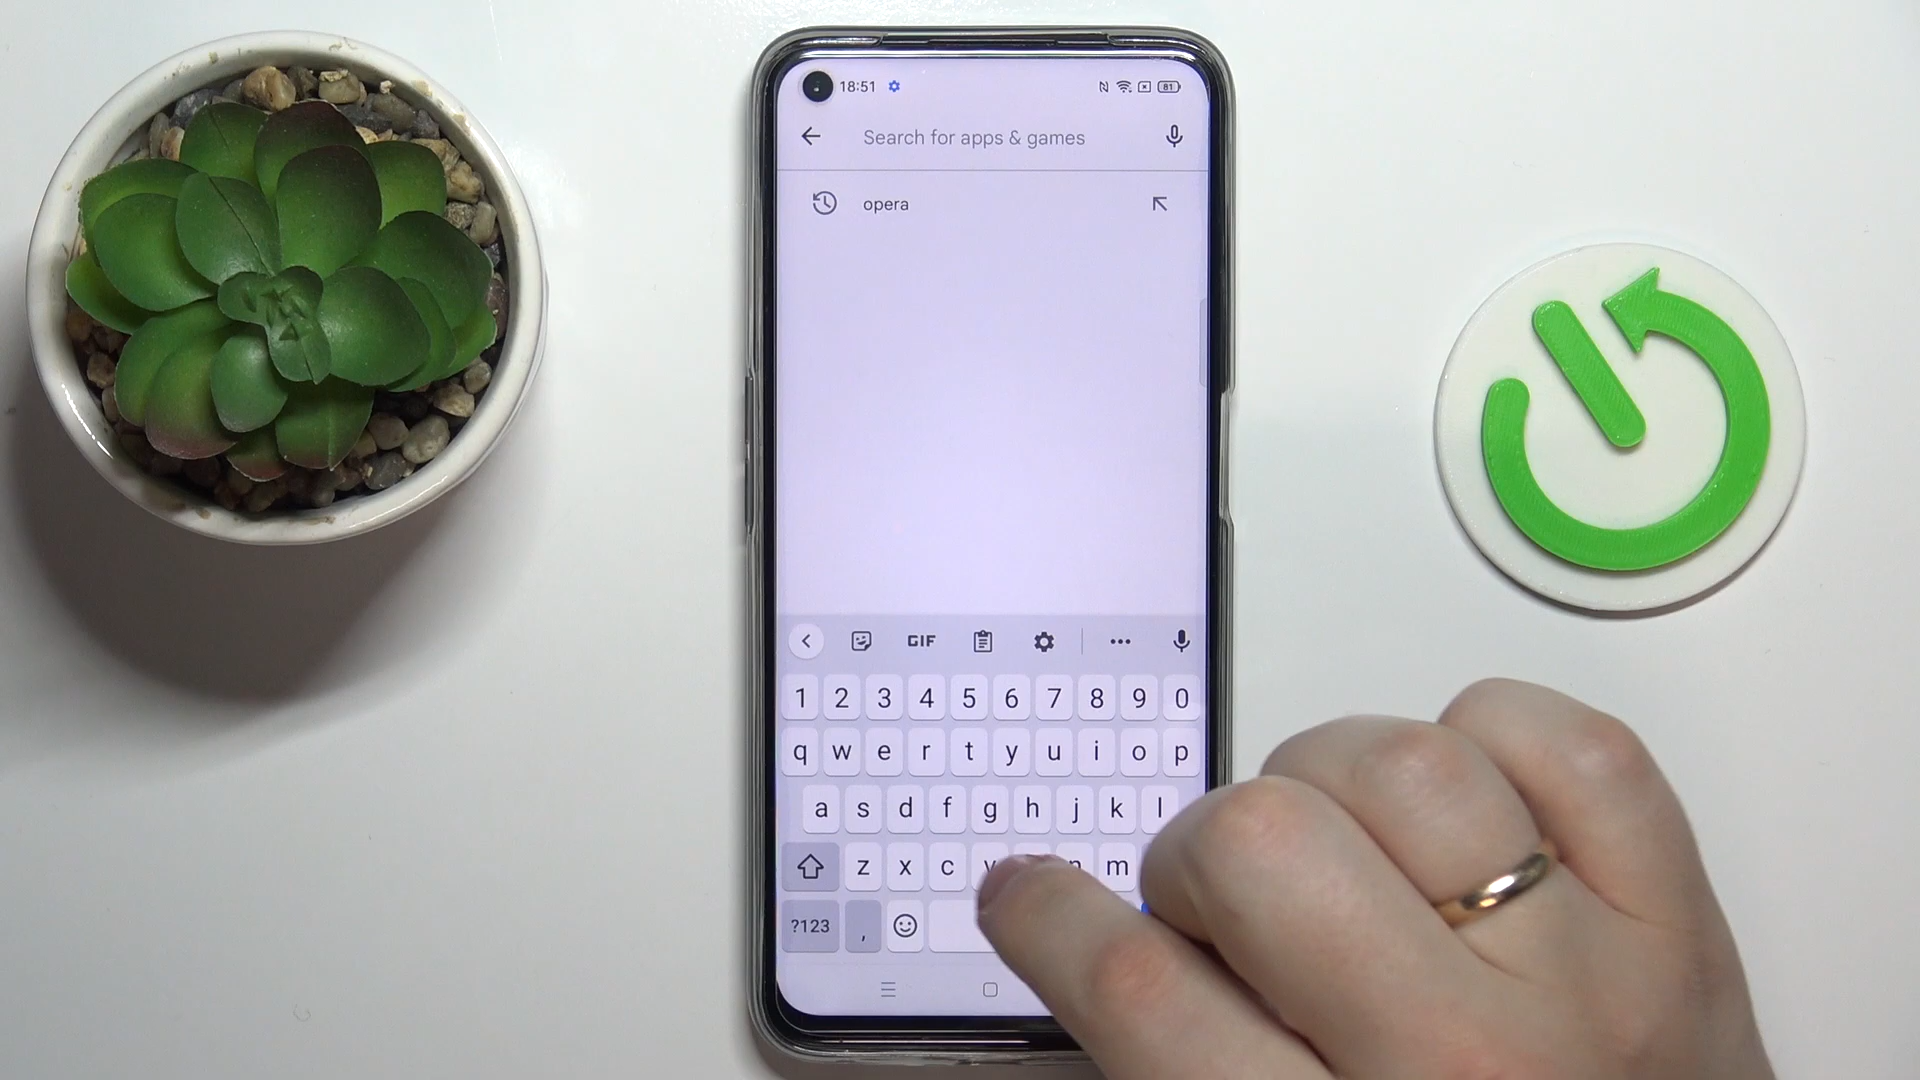 18:51
81
Search for apps & games
opera
GIF
1 2 3 4 5 6 7 8 9 0
q w e r t y u i o p
a s d f g h j k l
z x c v n m
?123 ,